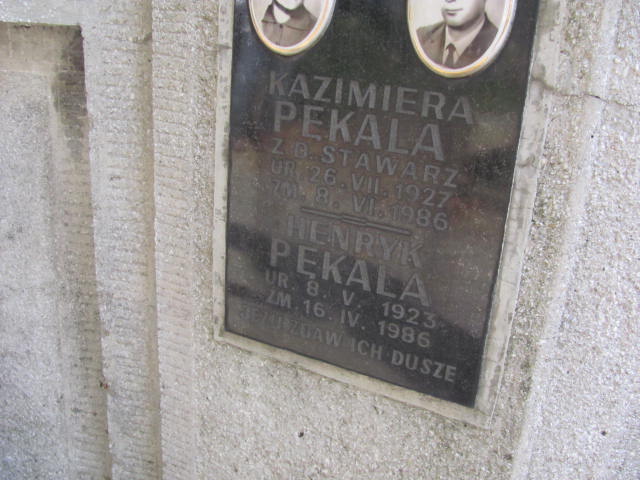 KAZIMIERA
PĘKALA
Z D. STAWARZ
UR. 26.VII.1927
ZM. 8. VI.1986
HENRYK
PĘKALA
UR. 8. V. 1923
ZM. 16. IV. 1986
JEZU ZBAW ICH DUSZE